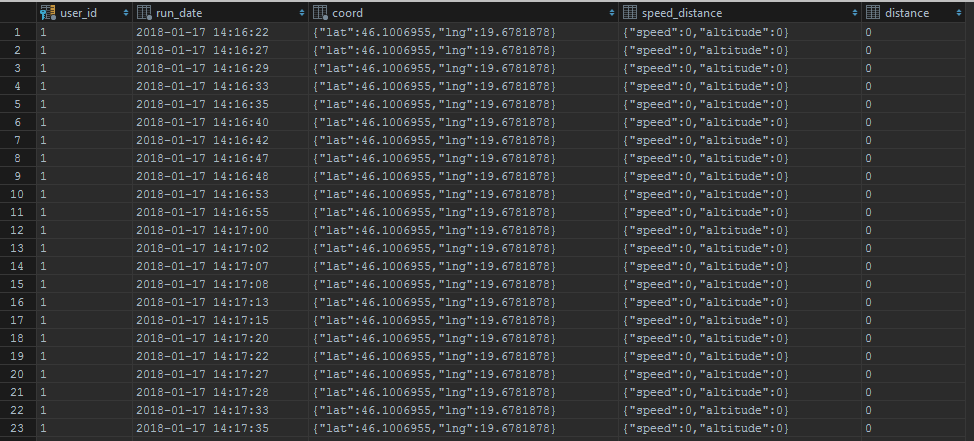 user_id run_date coord speed_distance distance
1 1 2018-01-17 14:16:22 {"lat":46.1006955,"lng":19.6781878} {"speed":0,"altitude":0} 0
2 1 2018-01-17 14:16:27 {"lat":46.1006955,"lng":19.6781878} {"speed":0,"altitude":0} 0
3 1 2018-01-17 14:16:29 {"lat":46.1006955,"lng":19.6781878} {"speed":0,"altitude":0} 0
4 1 2018-01-17 14:16:33 {"lat":46.1006955,"lng":19.6781878} {"speed":0,"altitude":0} 0
5 1 2018-01-17 14:16:35 {"lat":46.1006955,"lng":19.6781878} {"speed":0,"altitude":0} 0
6 1 2018-01-17 14:16:40 {"lat":46.1006955,"lng":19.6781878} {"speed":0,"altitude":0} 0
7 1 2018-01-17 14:16:42 {"lat":46.1006955,"lng":19.6781878} {"speed":0,"altitude":0} 0
8 1 2018-01-17 14:16:47 {"lat":46.1006955,"lng":19.6781878} {"speed":0,"altitude":0} 0
9 1 2018-01-17 14:16:48 {"lat":46.1006955,"lng":19.6781878} {"speed":0,"altitude":0} 0
10 1 2018-01-17 14:16:53 {"lat":46.1006955,"lng":19.6781878} {"speed":0,"altitude":0} 0
11 1 2018-01-17 14:16:55 {"lat":46.1006955,"lng":19.6781878} {"speed":0,"altitude":0} 0
12 1 2018-01-17 14:17:00 {"lat":46.1006955,"lng":19.6781878} {"speed":0,"altitude":0} 0
13 1 2018-01-17 14:17:02 {"lat":46.1006955,"lng":19.6781878} {"speed":0,"altitude":0} 0
14 1 2018-01-17 14:17:07 {"lat":46.1006955,"lng":19.6781878} {"speed":0,"altitude":0} 0
15 1 2018-01-17 14:17:08 {"lat":46.1006955,"lng":19.6781878} {"speed":0,"altitude":0} 0
16 1 2018-01-17 14:17:13 {"lat":46.1006955,"lng":19.6781878} {"speed":0,"altitude":0} 0
17 1 2018-01-17 14:17:15 {"lat":46.1006955,"lng":19.6781878} {"speed":0,"altitude":0} 0
18 1 2018-01-17 14:17:20 {"lat":46.1006955,"lng":19.6781878} {"speed":0,"altitude":0} 0
19 1 2018-01-17 14:17:22 {"lat":46.1006955,"lng":19.6781878} {"speed":0,"altitude":0} 0
20 1 2018-01-17 14:17:27 {"lat":46.1006955,"lng":19.6781878} {"speed":0,"altitude":0} 0
21 1 2018-01-17 14:17:28 {"lat":46.1006955,"lng":19.6781878} {"speed":0,"altitude":0} 0
22 1 2018-01-17 14:17:33 {"lat":46.1006955,"lng":19.6781878} {"speed":0,"altitude":0} 0
23 1 2018-01-17 14:17:35 {"lat":46.1006955,"lng":19.6781878} {"speed":0,"altitude":0} 0